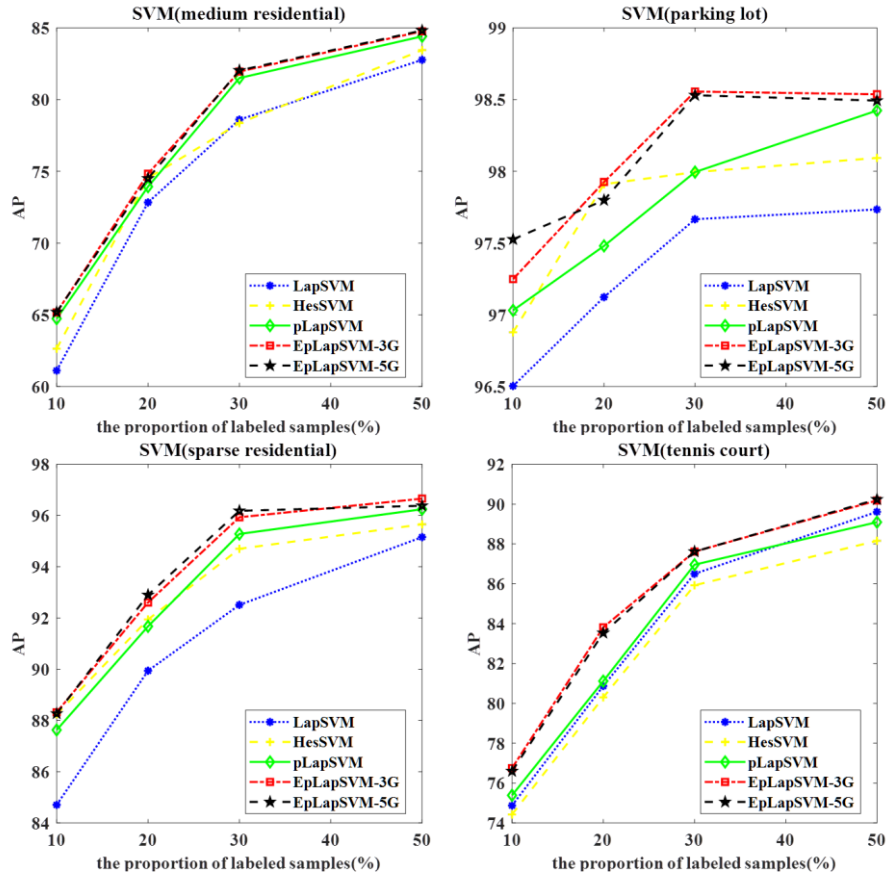 SVM(medium residential)
85
80
75
70
65
60
AP
10 20 30 40 50
the proportion of labeled samples(%)
LapSVM
HesSVM
pLapSVM
EpLapSVM-3G
EpLapSVM-5G
SVM(parking lot)
99
98.5
98
97.5
97
96.5
AP
10 20 30 40 50
the proportion of labeled samples(%)
LapSVM
HesSVM
pLapSVM
EpLapSVM-3G
EpLapSVM-5G
SVM(sparse residential)
98
96
94
92
90
88
86
84
AP
10 20 30 40 50
the proportion of labeled samples(%)
LapSVM
HesSVM
pLapSVM
EpLapSVM-3G
EpLapSVM-5G
SVM(tennis court)
92
90
88
86
84
82
80
78
76
74
AP
10 20 30 40 50
the proportion of labeled samples(%)
LapSVM
HesSVM
pLapSVM
EpLapSVM-3G
EpLapSVM-5G